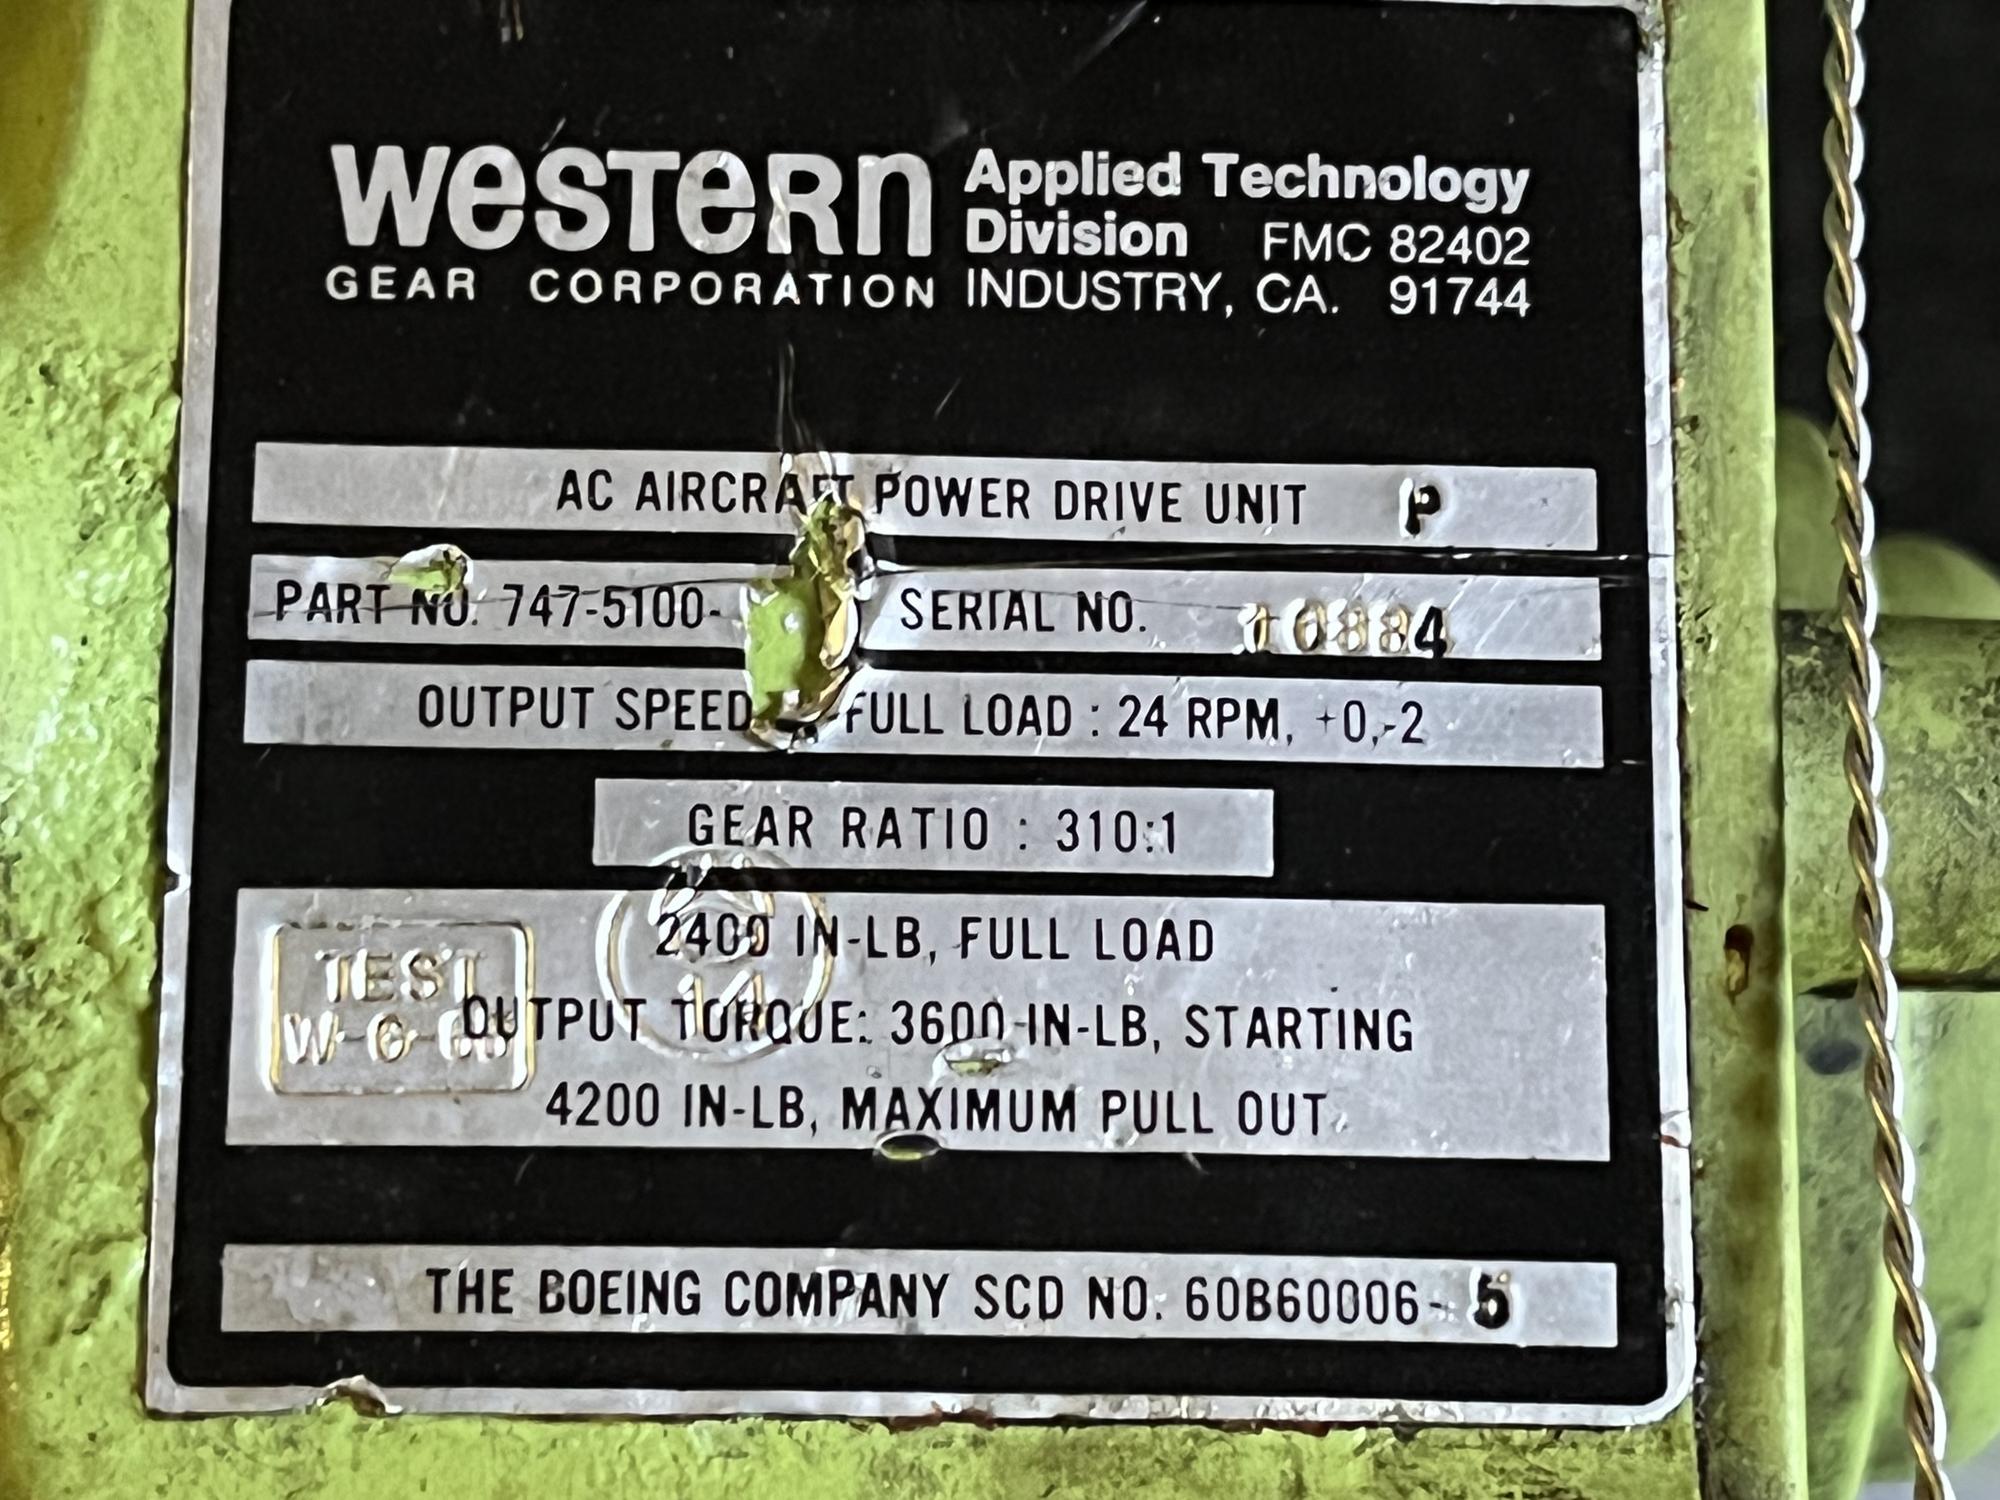 WESTERN Applied Technology
Division FMC 82402
GEAR CORPORATION INDUSTRY, CA. 91744
AC AIRCRAFT POWER DRIVE UNIT P
PART NO. 747-5100- SERIAL NO. 10884
OUTPUT SPEED FULL LOAD : 24 RPM, +0,-2
GEAR RATIO : 310:1
2400 IN-LB, FULL LOAD
TEST
OUTPUT TORQUE: 3600 IN-LB, STARTING
4200 IN-LB, MAXIMUM PULL OUT
THE BOEING COMPANY SCD NO. 60B60006-5